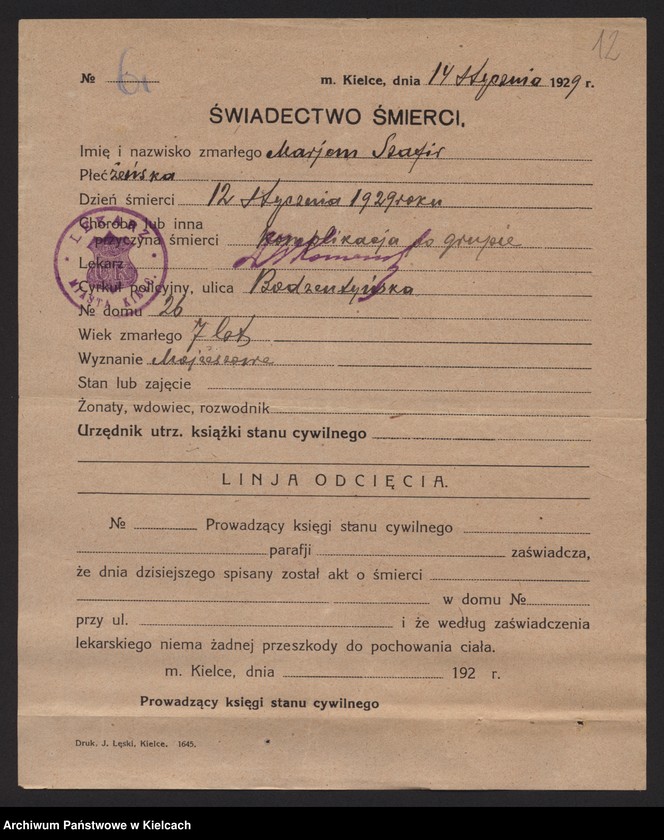 12
№ 6 m. Kielce, dnia 14 Stycznia 1929 r.
ŚWIADECTWO ŚMIERCI.
Imię i nazwisko zmarłego Marjem Szafir
Płeć żeńska
Dzień śmierci 12 Stycznia 1929 roku
Choroba lub inna
przyczyna śmierci komplikacja po grupie
Lekarz
Cyrkuł policyjny, ulica Bodzentyńska
№ domu 26
Wiek zmarłego 7 lat
Wyznanie Mojżeszowe
Stan lub zajęcie
Żonaty, wdowiec, rozwodnik
Urzędnik utrz. książki stanu cywilnego
LINJA ODCIĘCIA.
№ Prowadzący księgi stanu cywilnego
parafji zaświadcza,
że dnia dzisiejszego spisany został akt o śmierci
w domu №
przy ul. i że według zaświadczenia
lekarskiego niema żadnej przeszkody do pochowania ciała.
m. Kielce, dnia 192 r.
Prowadzący księgi stanu cywilnego
Druk. J. Łęski, Kielce. 1645.
LEKARZ
MIASTA
Archiwum Państwowe w Kielcach